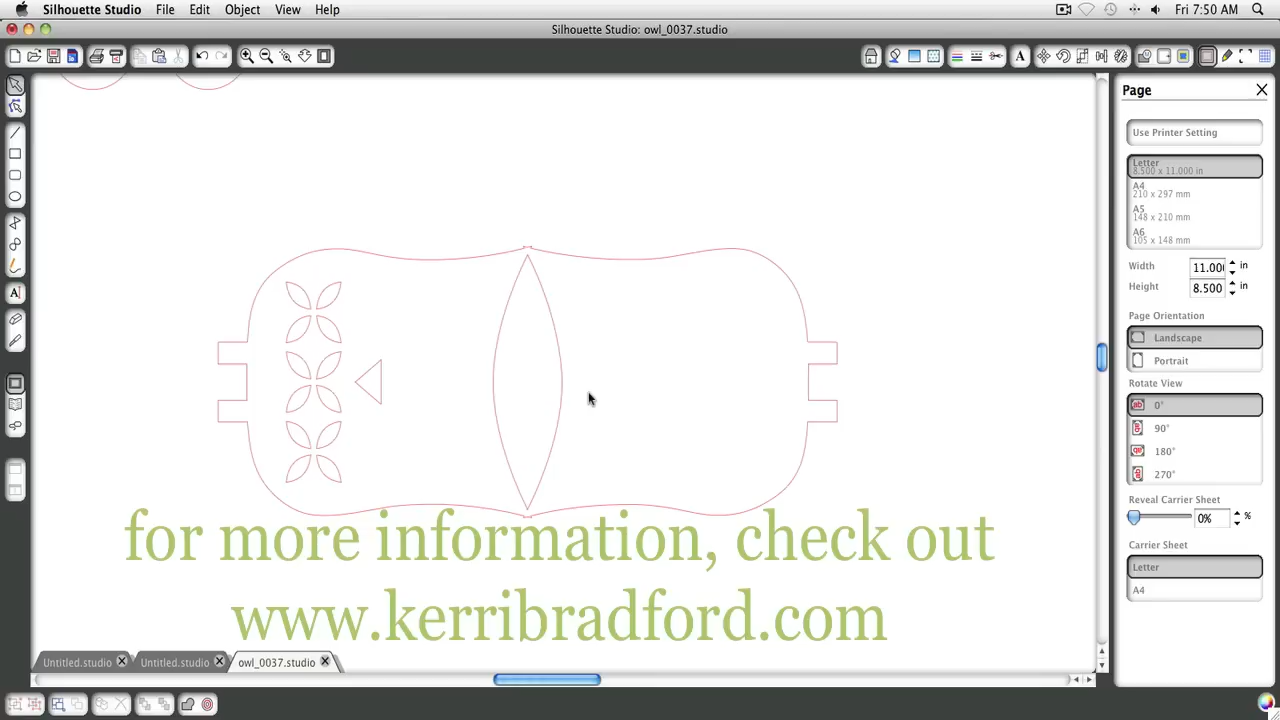 Silhouette Studio File Edit Object View Help Fri 7:50 AM
Silhouette Studio: owl_0037.studio
Page
Use Printer Setting
Letter
8.500 x 11.000 in
A4
210 x 297 mm
A5
148 x 210 mm
A6
105 x 148 mm
Width 11.00 in
Height 8.500 in
Page Orientation
Landscape
Portrait
Rotate View
0°
90°
180°
270°
Reveal Carrier Sheet
0% %
Carrier Sheet
Letter
A4
for more information, check out
www.kerribradford.com
Untitled.studio Untitled.studio owl_0037.studio